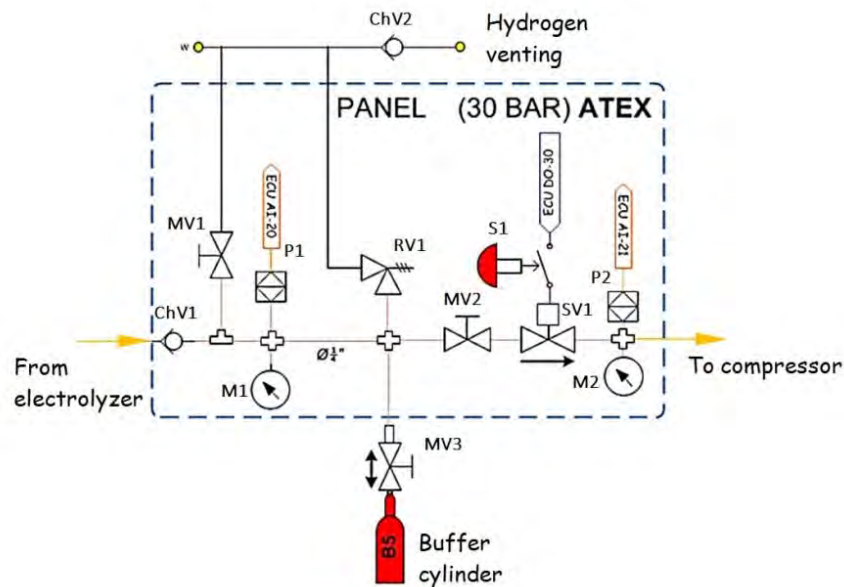 ChV2
Hydrogen
venting
w
PANEL (30 BAR) ATEX
ECU AI-20
ECU DO-30
ECU AI-21
MV1
P1
RV1
S1
MV2
SV1
P2
ChV1
Ø¼"
From
electrolyzer
M1
M2
To compressor
MV3
B5
Buffer
cylinder